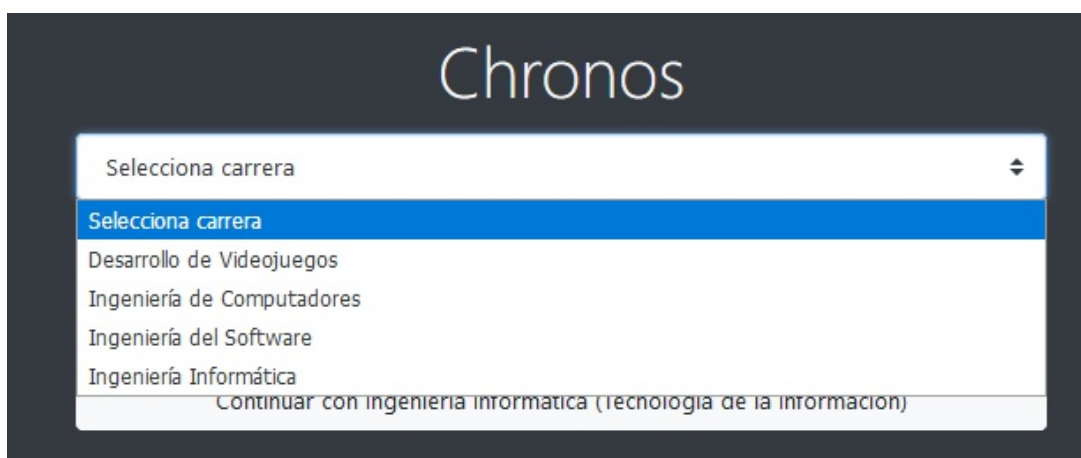 Chronos
Selecciona carrera
Selecciona carrera
Desarrollo de Videojuegos
Ingeniería de Computadores
Ingeniería del Software
Ingeniería Informática
Continuar con Ingeniería Informática (Tecnología de la Información)